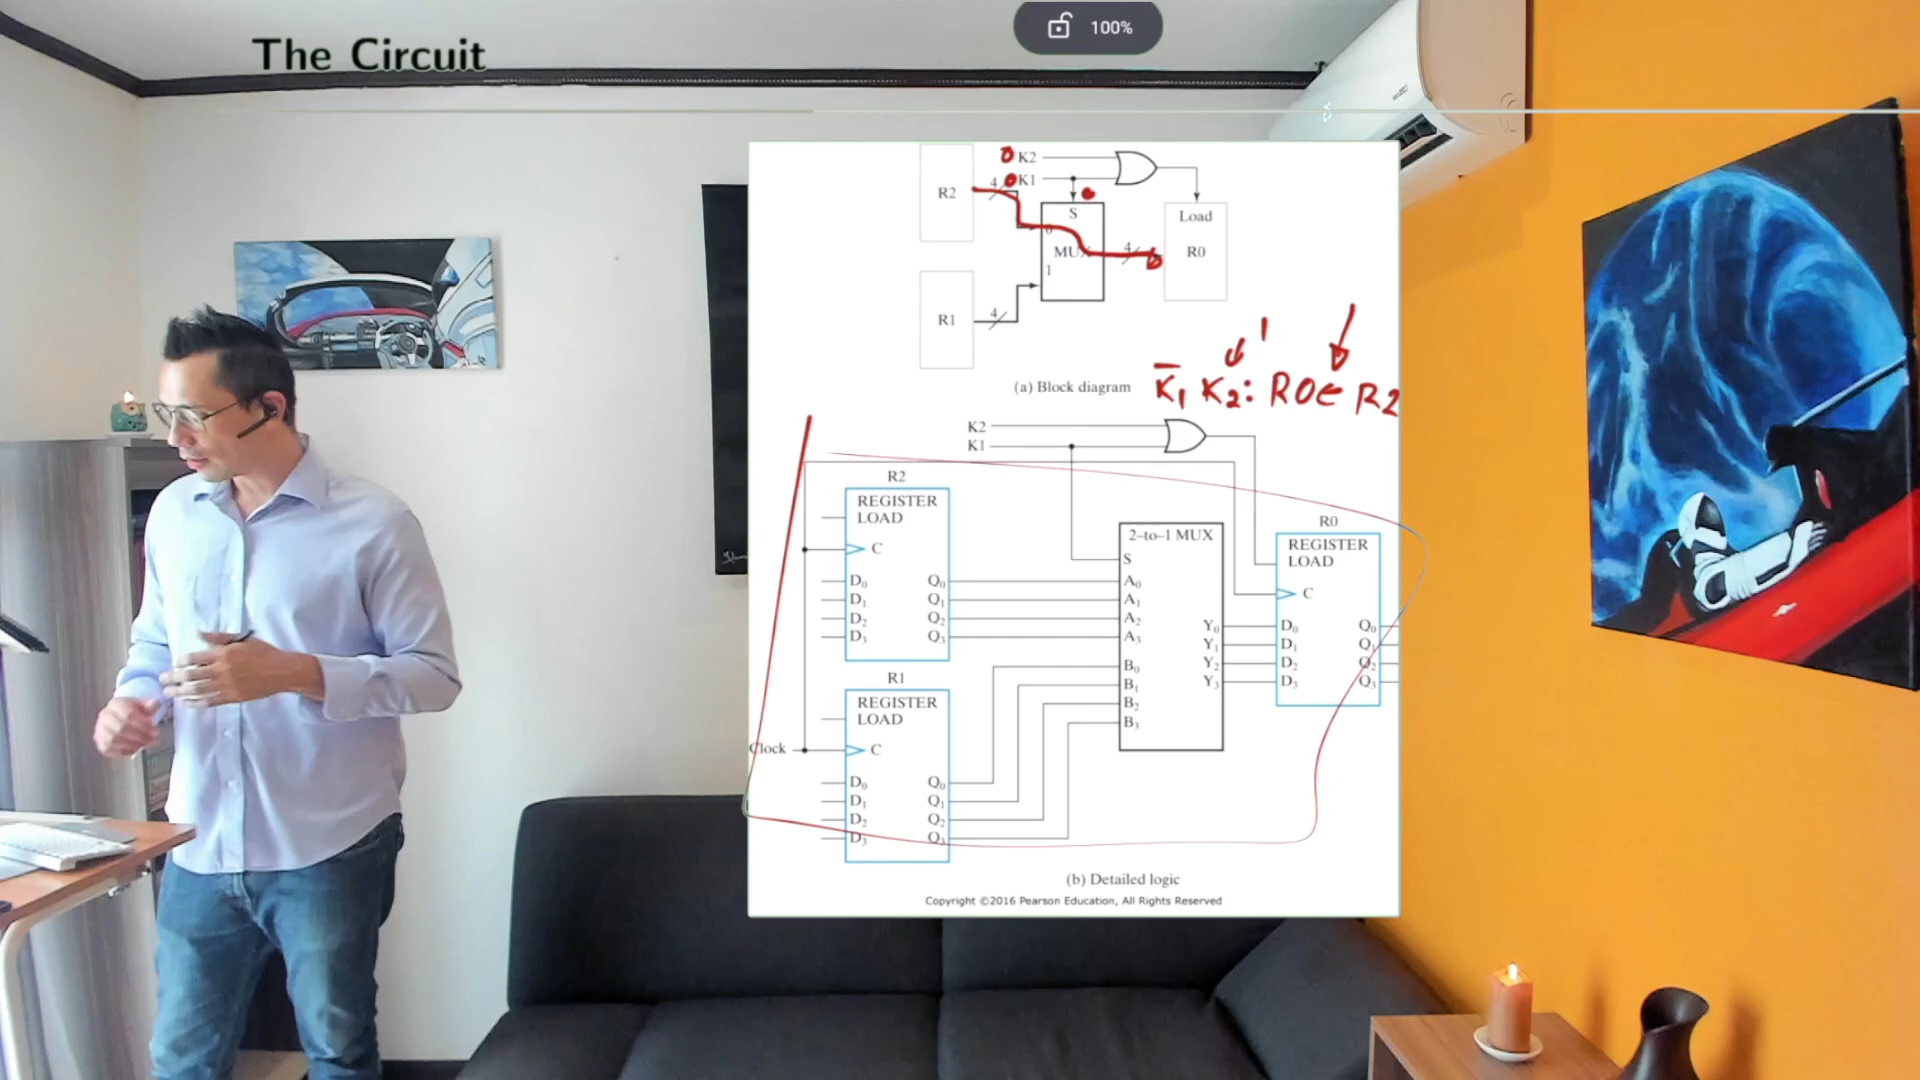 The Circuit
100%
0 K2
0 K1
4
R2
S
0
MUX
1
4
Load
R0
R1
4
(a) Block diagram
1
K̅₁ K₂: R0← R2
K2
K1
R2
REGISTER
LOAD
C
D₀ Q₀
D₁ Q₁
D₂ Q₂
D₃ Q₃
R1
REGISTER
LOAD
Clock
C
D₀ Q₀
D₁ Q₁
D₂ Q₂
D₃ Q₃
2–to–1 MUX
S
A₀
A₁
A₂
A₃
B₀
B₁
B₂
B₃
Y₀
Y₁
Y₂
Y₃
R0
REGISTER
LOAD
C
D₀ Q₀
D₁ Q₁
D₂ Q₂
D₃ Q₃
(b) Detailed logic
Copyright ©2016 Pearson Education, All Rights Reserved